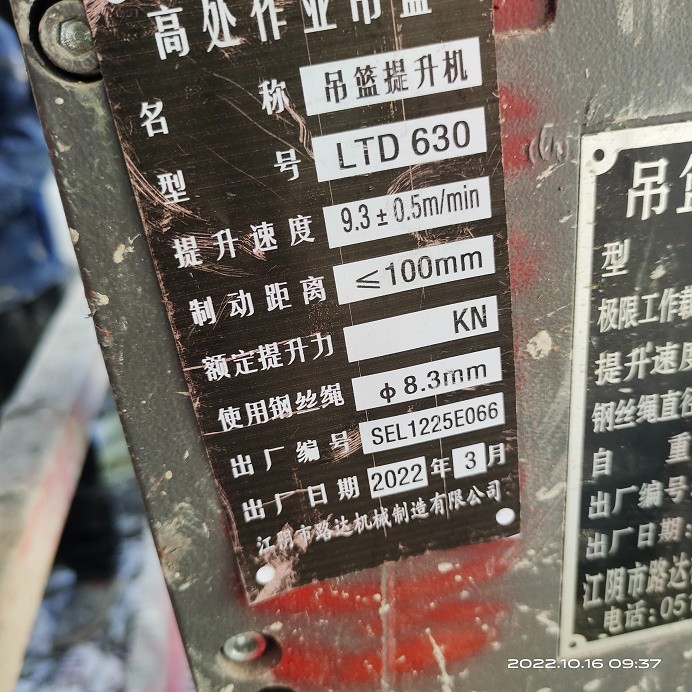 高处作业吊篮
名 称 吊篮提升机
型 号 LTD 630
提升速度 9.3±0.5m/min
制动距离 ≤100mm
额定提升力 KN
使用钢丝绳 φ8.3mm
出厂编号 SEL1225E066
出厂日期 2022年3月
江阴市路达机械制造有限公司
吊篮
型
极限工作载
提升速度
钢丝绳直径
自 重
出厂编号
出厂日期:
江阴市路达
电话:051
2022.10.16 09:37